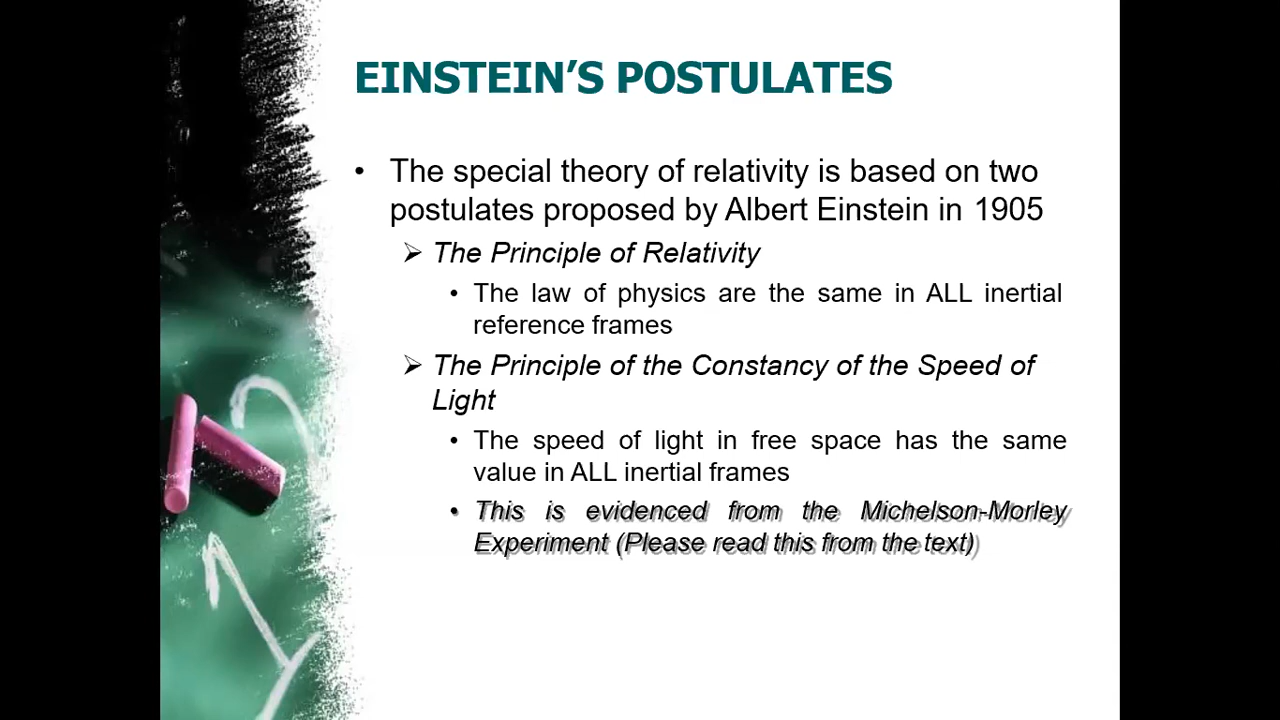 EINSTEIN’S POSTULATES
• The special theory of relativity is based on two
postulates proposed by Albert Einstein in 1905
➢ The Principle of Relativity
• The law of physics are the same in ALL inertial
reference frames
➢ The Principle of the Constancy of the Speed of
Light
• The speed of light in free space has the same
value in ALL inertial frames
• This is evidenced from the Michelson-Morley
Experiment (Please read this from the text)